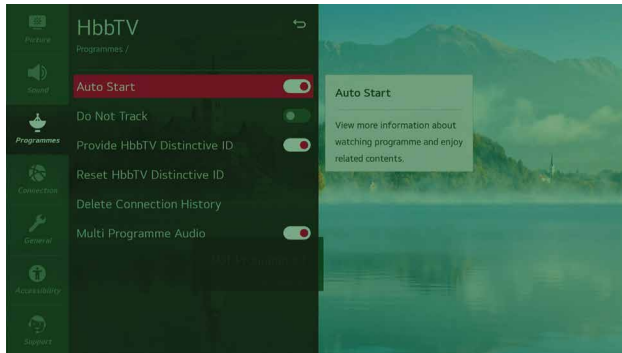 Picture
Sound
Programmes
Connection
General
Accessibility
Support
HbbTV
Programmes /
Auto Start
Do Not Track
Provide HbbTV Distinctive ID
Reset HbbTV Distinctive ID
Delete Connection History
Multi Programme Audio
Auto Start
View more information about
watching programme and enjoy
related contents.